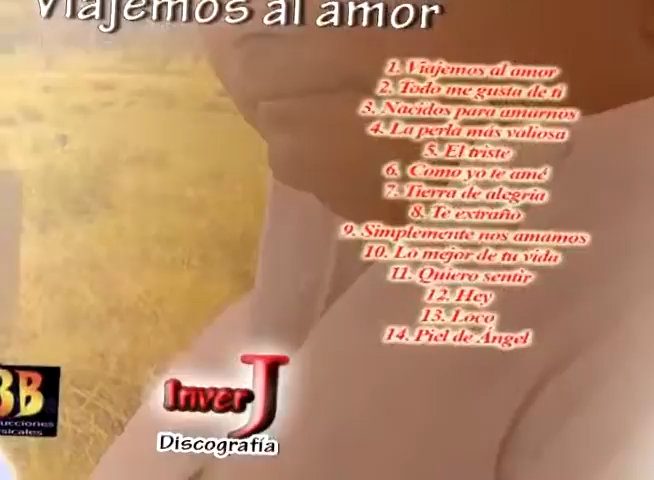 Viajemos al amor
1. Viajemos al amor
2. Todo me gusta de ti
3. Nacidos para amarnos
4. La perla más valiosa
5. El triste
6. Como yo te amé
7. Tierra de alegria
8. Te extraño
9. Simplemente nos amamos
10. Lo mejor de tu vida
11. Quiero sentir
12. Hey
13. Loco
14. Piel de Ángel
InverJ
Discografía